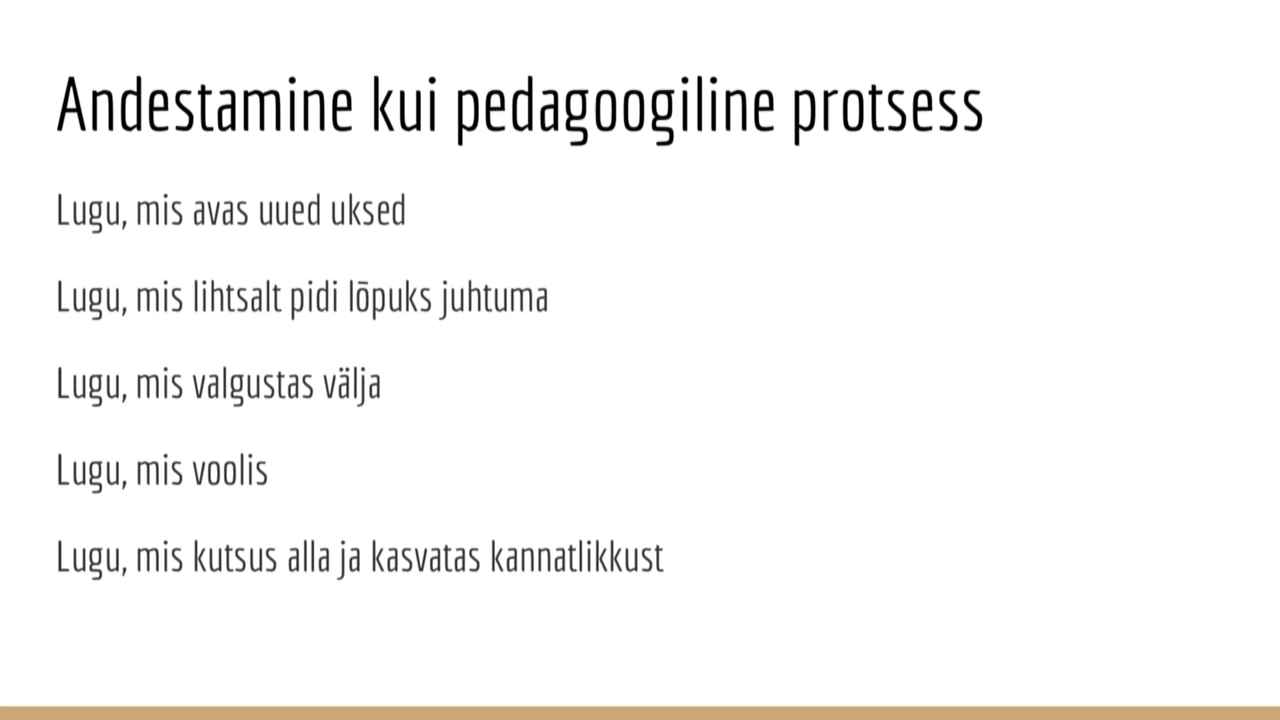 Andestamine kui pedagoogiline protsess
Lugu, mis avas uued uksed
Lugu, mis lihtsalt pidi lõpuks juhtuma
Lugu, mis valgustas välja
Lugu, mis voolis
Lugu, mis kutsus alla ja kasvatas kannatlikkust